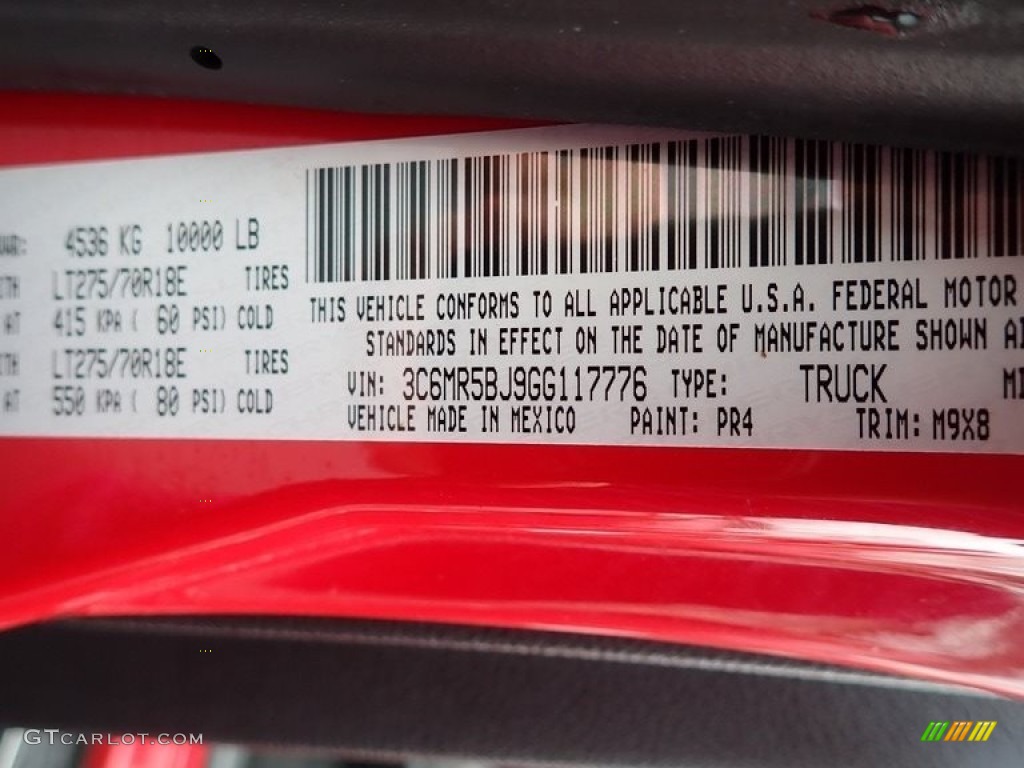 4536 KG 10000 LB
LT275/70R18E TIRES
AT 415 KPA ( 60 PSI) COLD
LT275/70R18E TIRES
AT 550 KPA ( 80 PSI) COLD
THIS VEHICLE CONFORMS TO ALL APPLICABLE U.S.A. FEDERAL MOTOR
STANDARDS IN EFFECT ON THE DATE OF MANUFACTURE SHOWN
VIN: 3C6MR5BJ9GG117776 TYPE: TRUCK
VEHICLE MADE IN MEXICO PAINT: PR4 TRIM: M9X8
GTCARLOT.COM